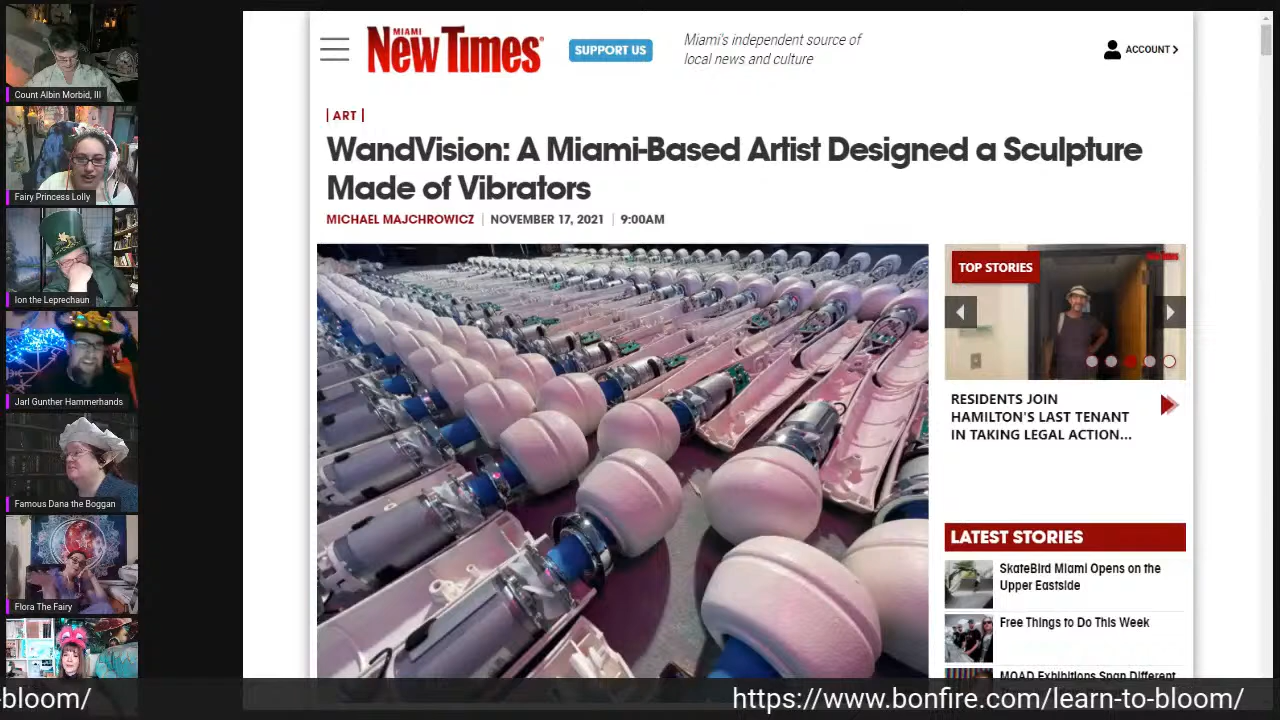 Count Albin Morbid, III
Fairy Princess Lolly
Ion the Leprechaun
Jarl Gunther Hammerhands
Famous Dana the Boggan
Flora The Fairy
MIAMI
New Times
SUPPORT US
Miami's independent source of
local news and culture
ACCOUNT
| ART |
WandVision: A Miami-Based Artist Designed a Sculpture
Made of Vibrators
MICHAEL MAJCHROWICZ | NOVEMBER 17, 2021 | 9:00AM
TOP STORIES
RESIDENTS JOIN
HAMILTON'S LAST TENANT
IN TAKING LEGAL ACTION...
LATEST STORIES
SkateBird Miami Opens on the
Upper Eastside
Free Things to Do This Week
MOAD Exhibitions Span Different
-bloom/
https://www.bonfire.com/learn-to-bloom/